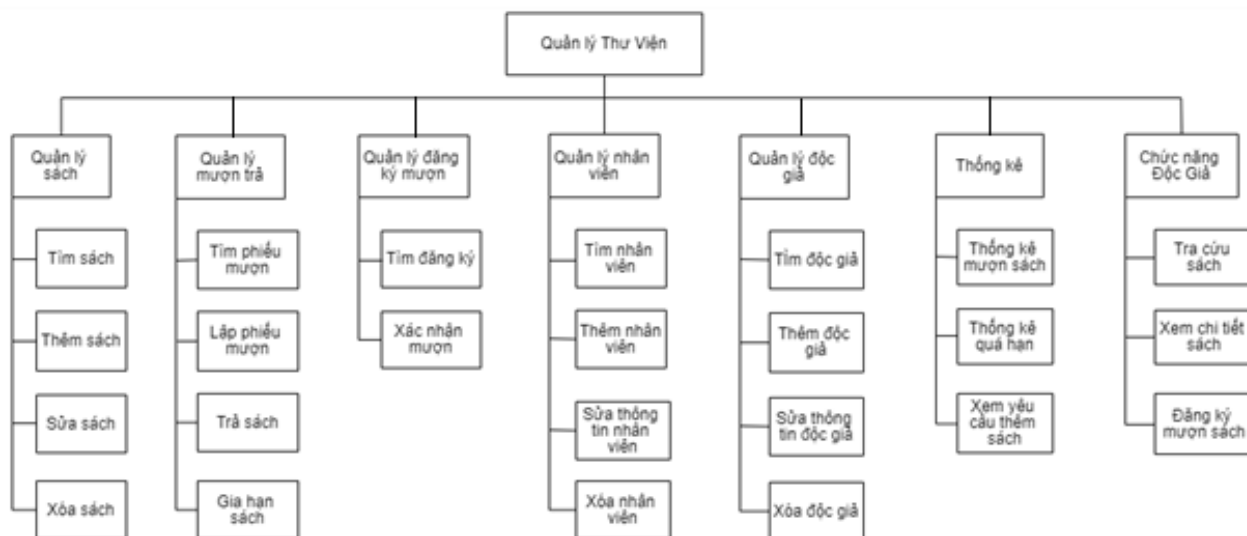 Quản lý Thư Viện
Quản lý
sách
Quản lý
mượn trả
Quản lý đăng
ký mượn
Quản lý nhân
viên
Quản lý độc
giả
Thống kê
Chức năng
Độc Giả
Tìm sách
Thêm sách
Sửa sách
Xóa sách
Tìm phiếu
mượn
Lập phiếu
mượn
Trả sách
Gia hạn
sách
Tìm đăng ký
Xác nhận
mượn
Tìm nhân
viên
Thêm nhân
viên
Sửa thông
tin nhân
viên
Xóa nhân
viên
Tỉm độc giả
Thêm độc
giả
Sửa thông
tin độc giả
Xóa độc giả
Thống kê
mượn sách
Thống kê
quá hạn
Xem yêu
cầu thêm
sách
Tra cứu
sách
Xem chi tiết
sách
Đăng ký
mượn sách